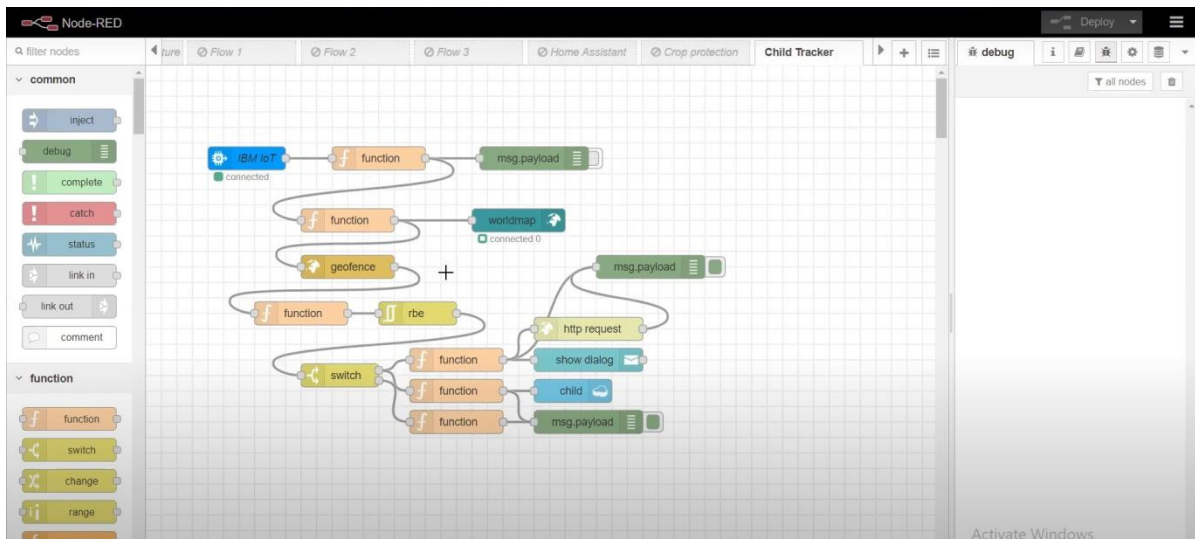 Node-RED
Deploy
filter nodes
ture
Flow 1
Flow 2
Flow 3
Home Assistant
Crop protection
Child Tracker
debug
i
all nodes
common
inject
debug
complete
catch
status
link in
link out
comment
function
function
switch
change
range
IBM IoT
connected
function
msg.payload
function
worldmap
connected 0
geofence
msg.payload
function
rbe
http request
switch
function
show dialog
function
child
function
msg.payload
Activate Windows